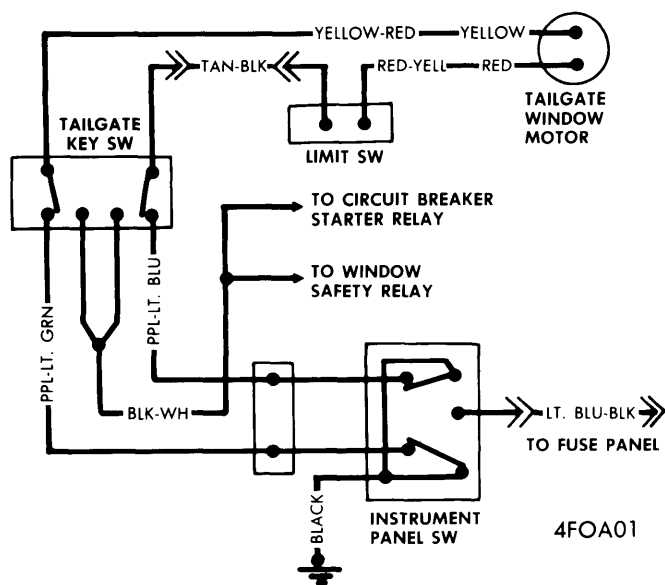 YELLOW-RED YELLOW
TAN-BLK
RED-YELL RED
TAILGATE
WINDOW
MOTOR
TAILGATE
KEY SW
LIMIT SW
TO CIRCUIT BREAKER
STARTER RELAY
TO WINDOW
SAFETY RELAY
PPL-LT. GRN
PPL-LT. BLU
BLK-WH
LT. BLU-BLK
TO FUSE PANEL
BLACK
INSTRUMENT
PANEL SW
4FOA01